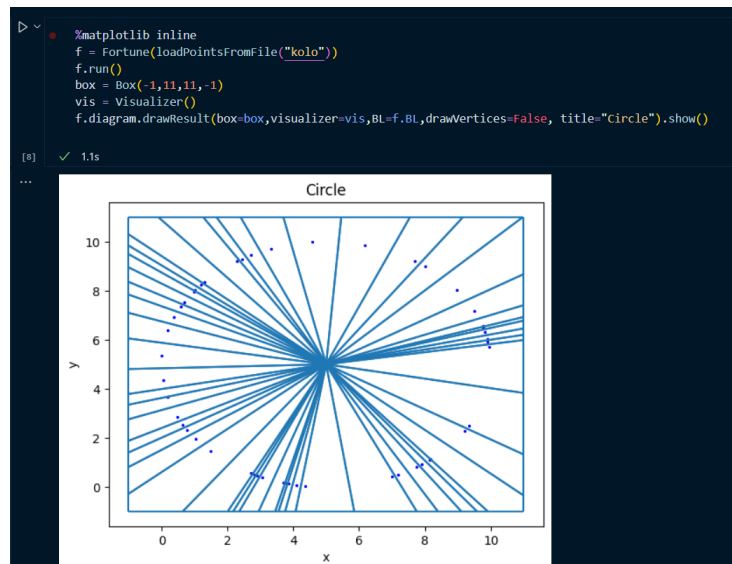 %matplotlib inline
f = Fortune(loadPointsFromFile("kolo"))
f.run()
box = Box(-1,11,11,-1)
vis = Visualizer()
f.diagram.drawResult(box=box,visualizer=vis,BL=f.BL,drawVertices=False, title="Circle").show()
[8] ✓ 1.1s
...
Circle
10
8
6
4
2
0
y
0 2 4 6 8 10
x